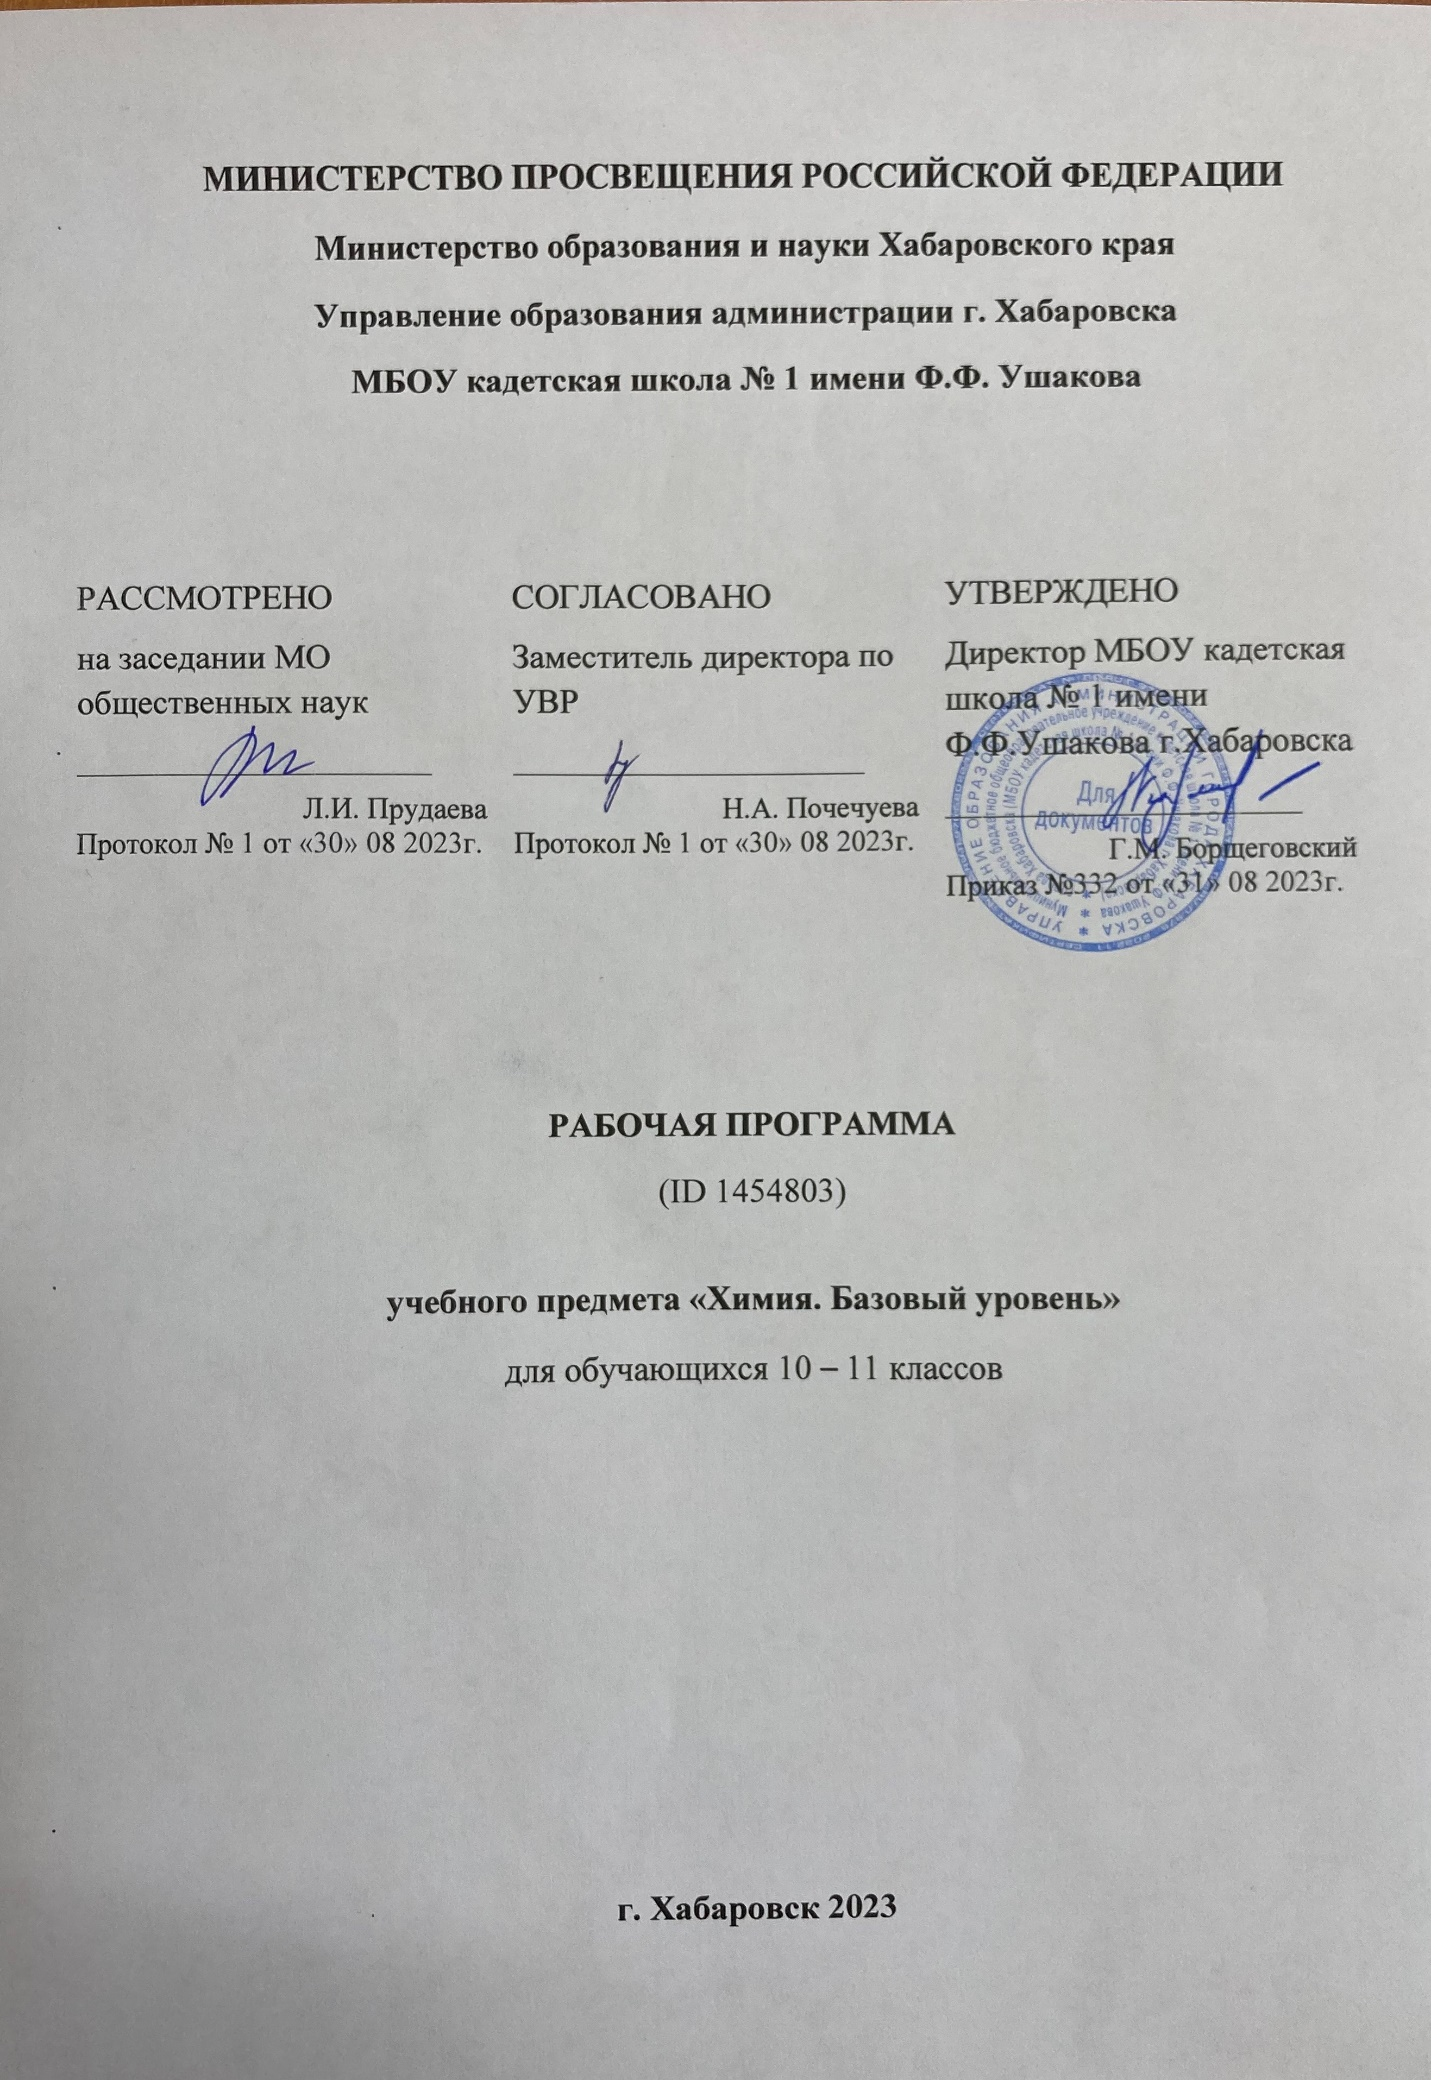 МИНИСТЕРСТВО ПРОСВЕЩЕНИЯ РОССИЙСКОЙ ФЕДЕРАЦИИ
Министерство образования и науки Хабаровского края
Управление образования администрации г. Хабаровска
МБОУ кадетская школа № 1 имени Ф.Ф. Ушакова
РАССМОТРЕНО
на заседании МО
общественных наук
Л.И. Прудаева
Протокол № 1 от «30» 08 2023г.
СОГЛАСОВАНО
Заместитель директора по
УВР
Н.А. Почечуева
Протокол № 1 от «30» 08 2023г.
УТВЕРЖДЕНО
Директор МБОУ кадетская
школа № 1 имени
Ф.Ф.Ушакова г.Хабаровска
Г.М. Борщеговский
Приказ №332 от «31» 08 2023г.
Для
документов
РАБОЧАЯ ПРОГРАММА
(ID 1454803)
учебного предмета «Химия. Базовый уровень»
для обучающихся 10 – 11 классов
г. Хабаровск 2023